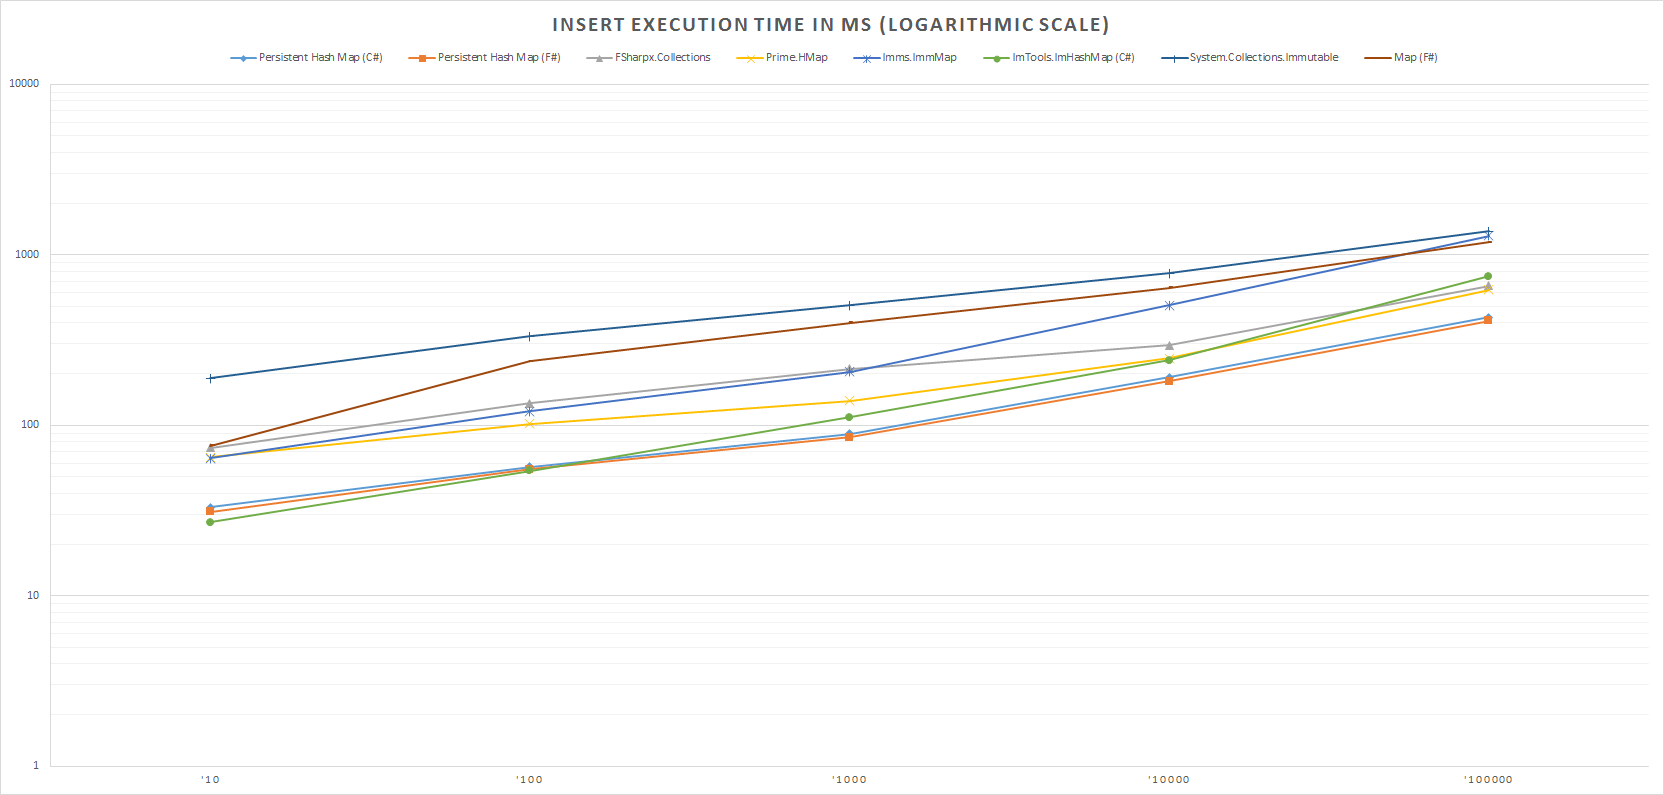 INSERT EXECUTION TIME IN MS (LOGARITHMIC SCALE)
Persistent Hash Map (C#) Persistent Hash Map (F#) FSharpx.Collections Prime.HMap Imms.ImmMap ImTools.ImHashMap (C#) System.Collections.Immutable Map (F#)
10000
1000
100
10
1
'10 '100 '1000 '10000 '100000